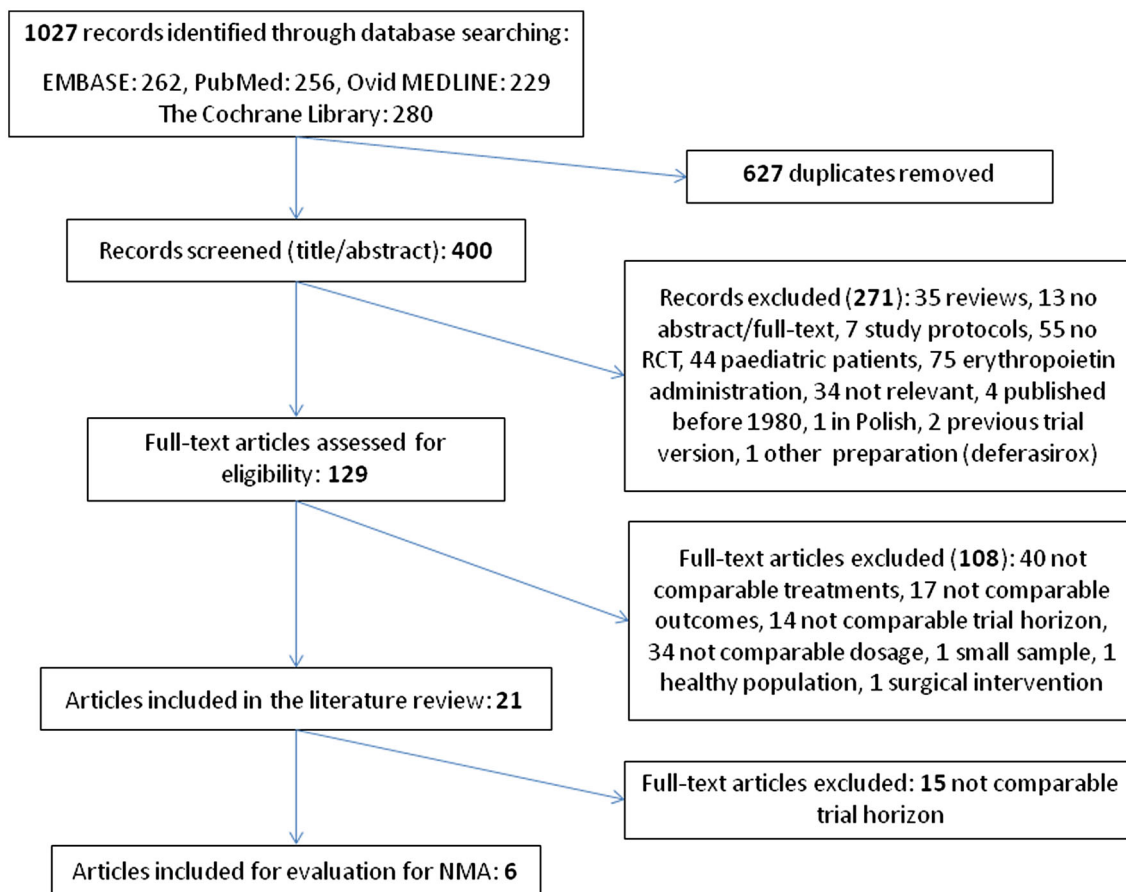 1027 records identified through database searching:
EMBASE: 262, PubMed: 256, Ovid MEDLINE: 229
The Cochrane Library: 280
627 duplicates removed
Records screened (title/abstract): 400
Records excluded (271): 35 reviews, 13 no
abstract/full-text, 7 study protocols, 55 no
RCT, 44 paediatric patients, 75 erythropoietin
administration, 34 not relevant, 4 published
before 1980, 1 in Polish, 2 previous trial
version, 1 other preparation (deferasirox)
Full-text articles assessed for
eligibility: 129
Full-text articles excluded (108): 40 not
comparable treatments, 17 not comparable
outcomes, 14 not comparable trial horizon,
34 not comparable dosage, 1 small sample, 1
healthy population, 1 surgical intervention
Articles included in the literature review: 21
Full-text articles excluded: 15 not comparable
trial horizon
Articles included for evaluation for NMA: 6